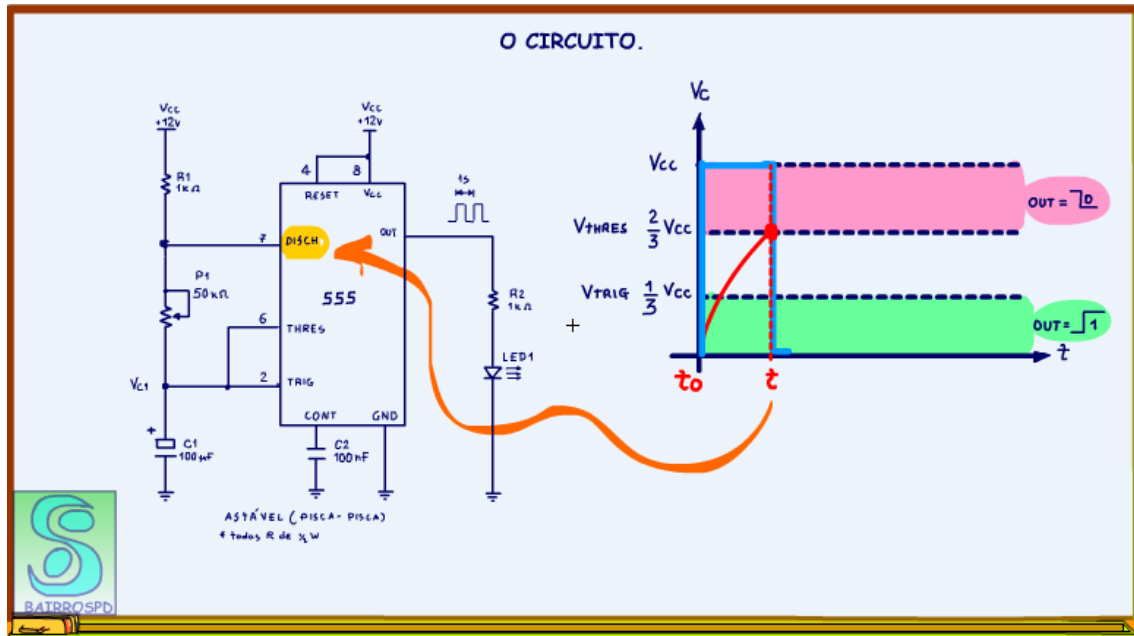 O CIRCUITO.
Vcc
+12V
R1
1kΩ
P1
50kΩ
VC1
+
C1
100µF
Vcc
+12V
4
8
RESET
Vcc
7
DISCH
OUT
555
6
THRES
2
TRIG
CONT
GND
C2
100nF
1s
R2
1kΩ
LED1
ASTÁVEL (PISCA-PISCA)
* todos R de ½ W
Vc
Vcc
VTHRES 2/3 Vcc
VTRIG 1/3 Vcc
OUT = 0
OUT = 1
t
to
t
BAIRROSPD